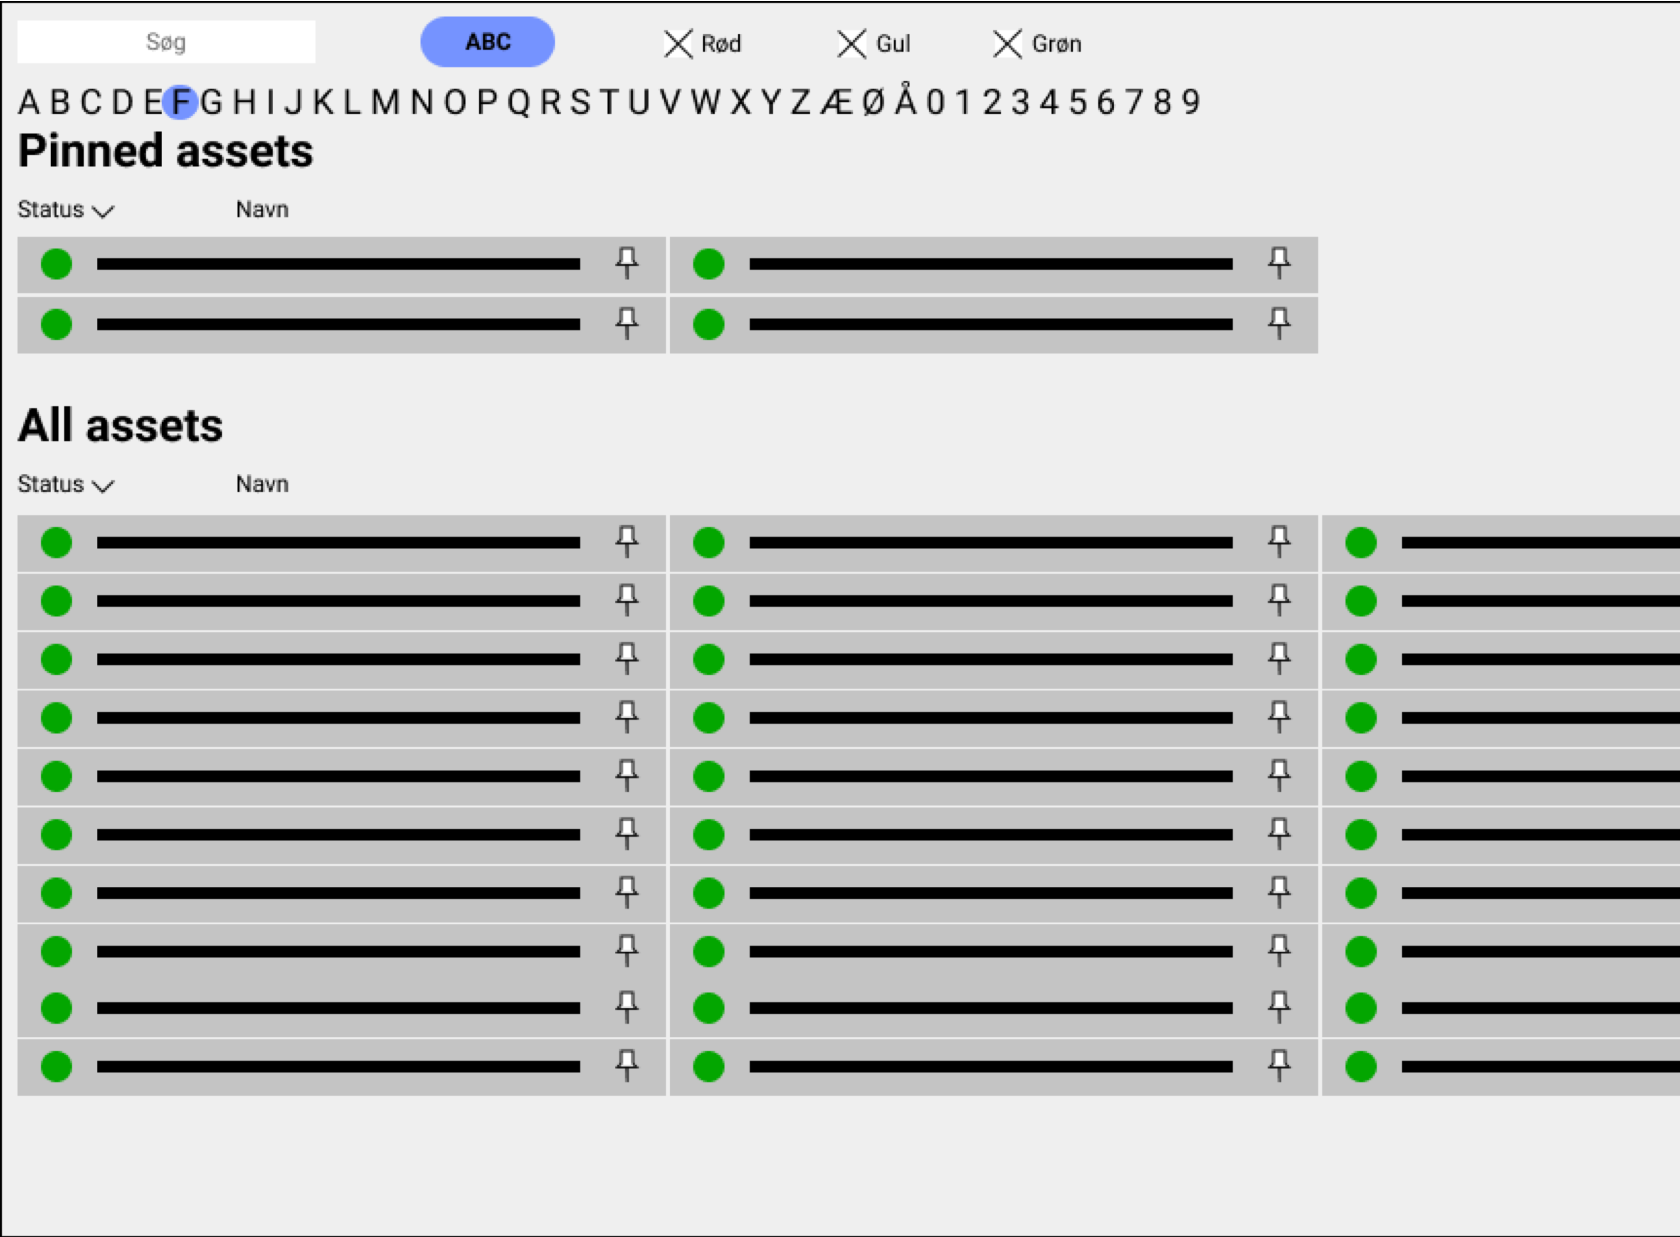 Søg ABC Rød Gul Grøn
A B C D E F G H I J K L M N O P Q R S T U V W X Y Z Æ Ø Å 0 1 2 3 4 5 6 7 8 9
Pinned assets
Status Navn
All assets
Status Navn